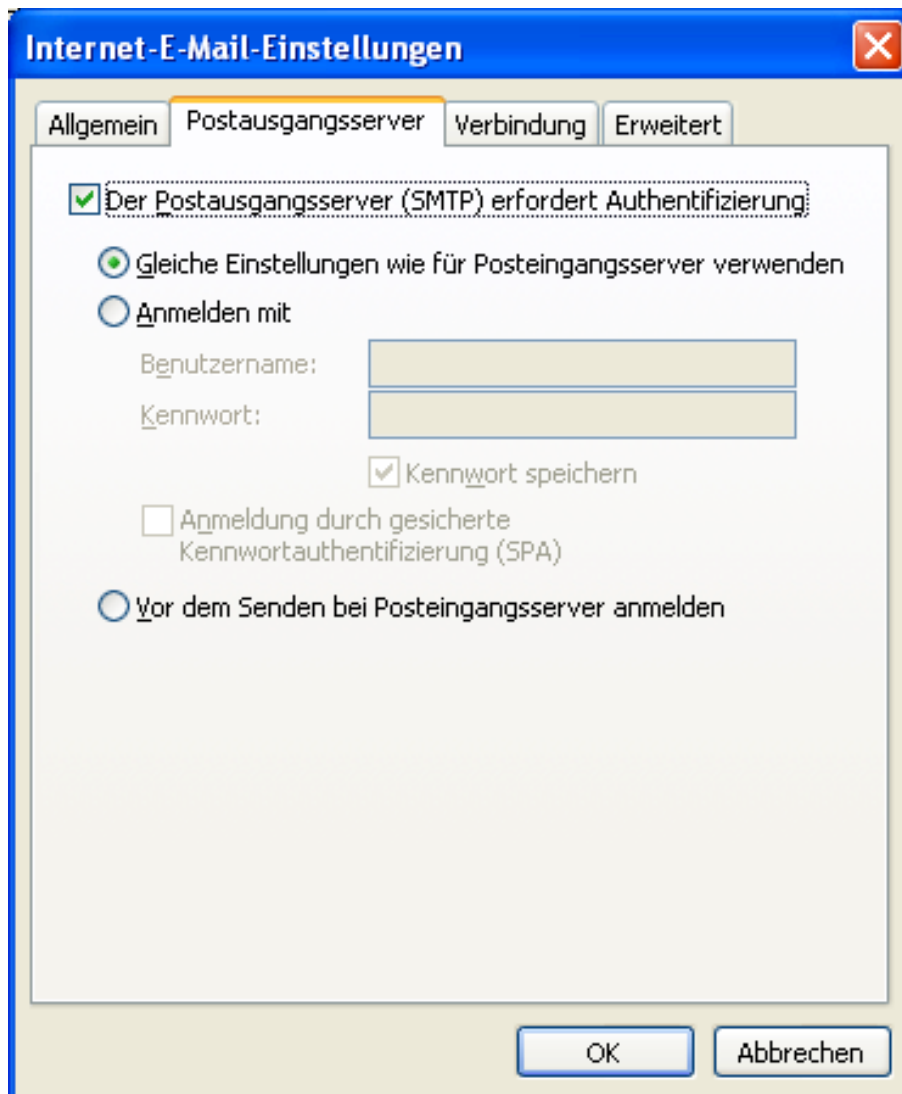 Internet-E-Mail-Einstellungen
Allgemein Postausgangsserver Verbindung Erweitert
Der Postausgangsserver (SMTP) erfordert Authentifizierung
Gleiche Einstellungen wie für Posteingangsserver verwenden
Anmelden mit
Benutzername:
Kennwort:
Kennwort speichern
Anmeldung durch gesicherte
Kennwortauthentifizierung (SPA)
Vor dem Senden bei Posteingangsserver anmelden
OK Abbrechen